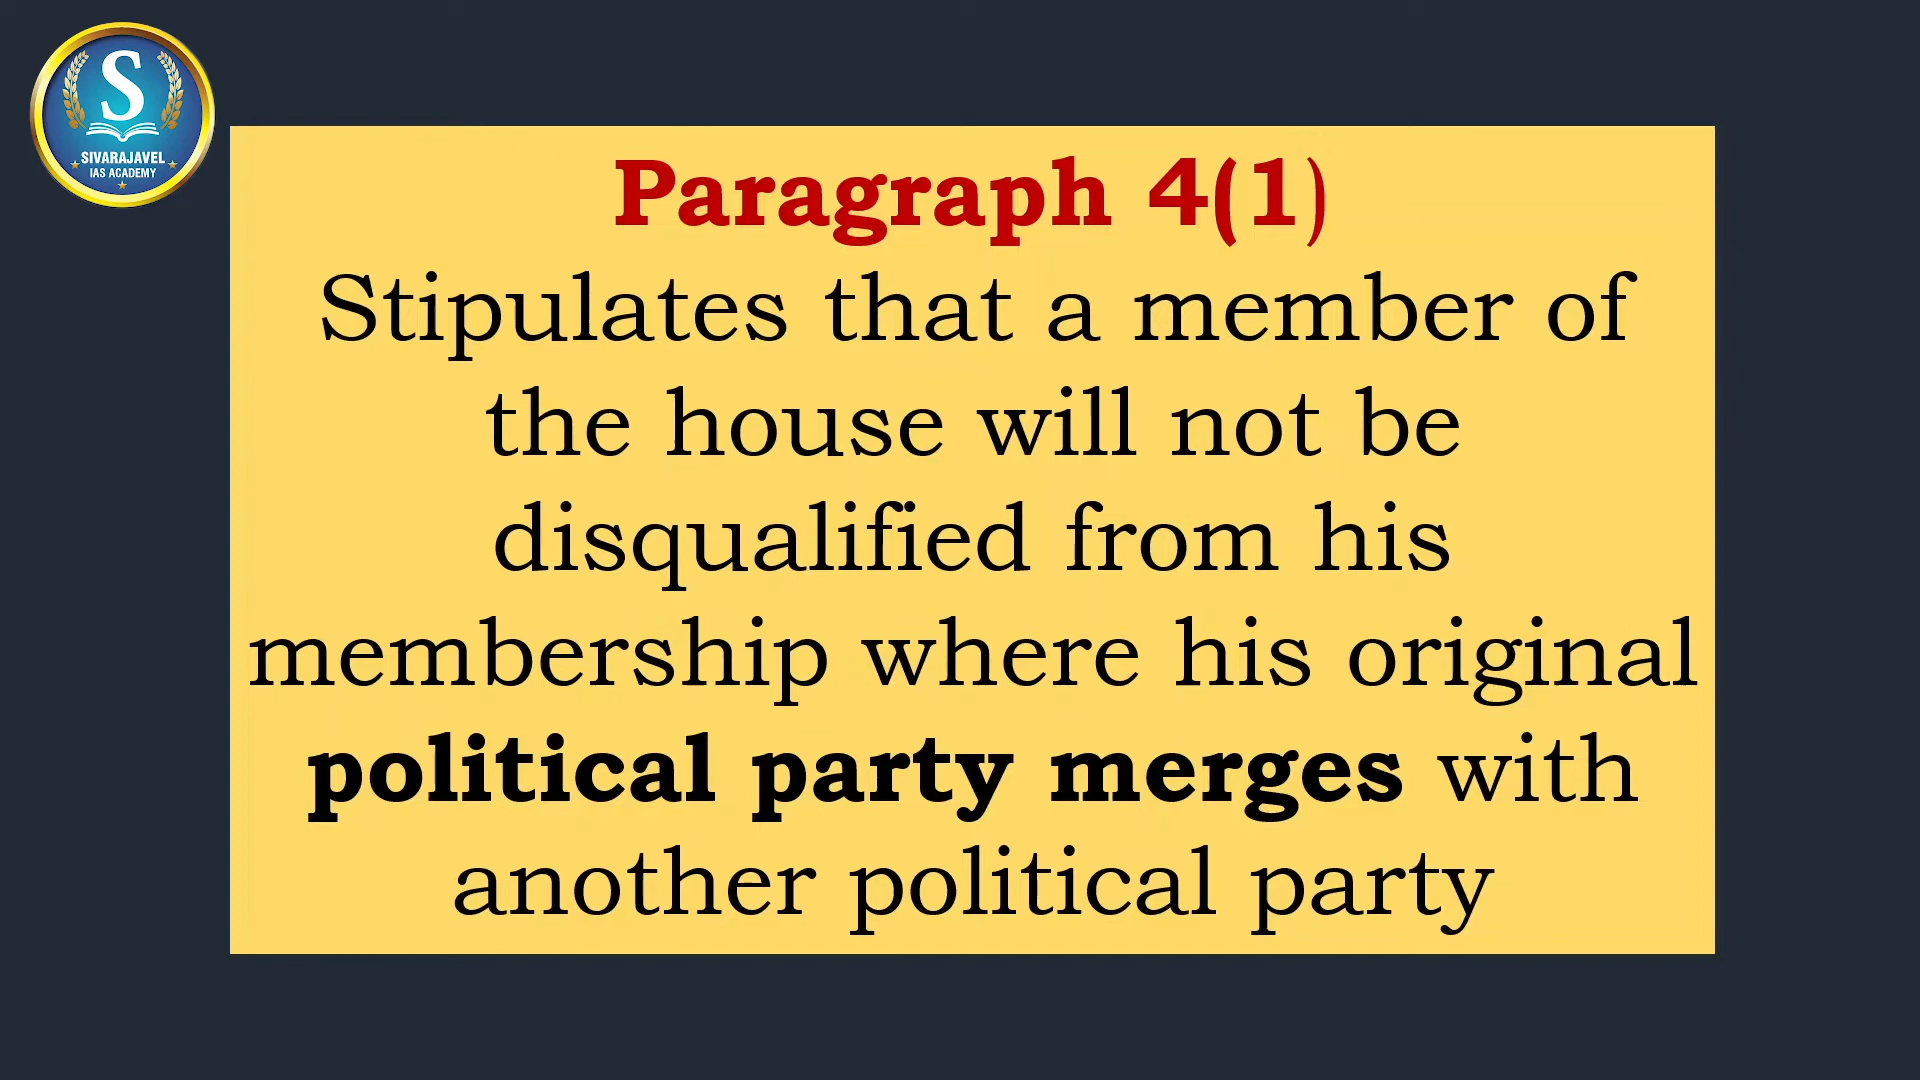 S
SIVARAJAVEL
IAS ACADEMY
Paragraph 4(1)
Stipulates that a member of
the house will not be
disqualified from his
membership where his original
political party merges with
another political party